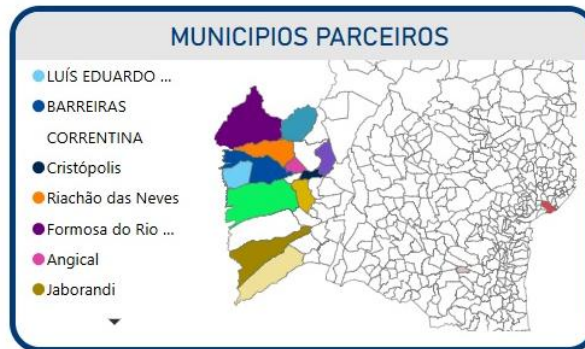 MUNICIPIOS PARCEIROS
LUÍS EDUARDO ...
BARREIRAS
CORRENTINA
Cristópolis
Riachão das Neves
Formosa do Rio ...
Angical
Jaborandi